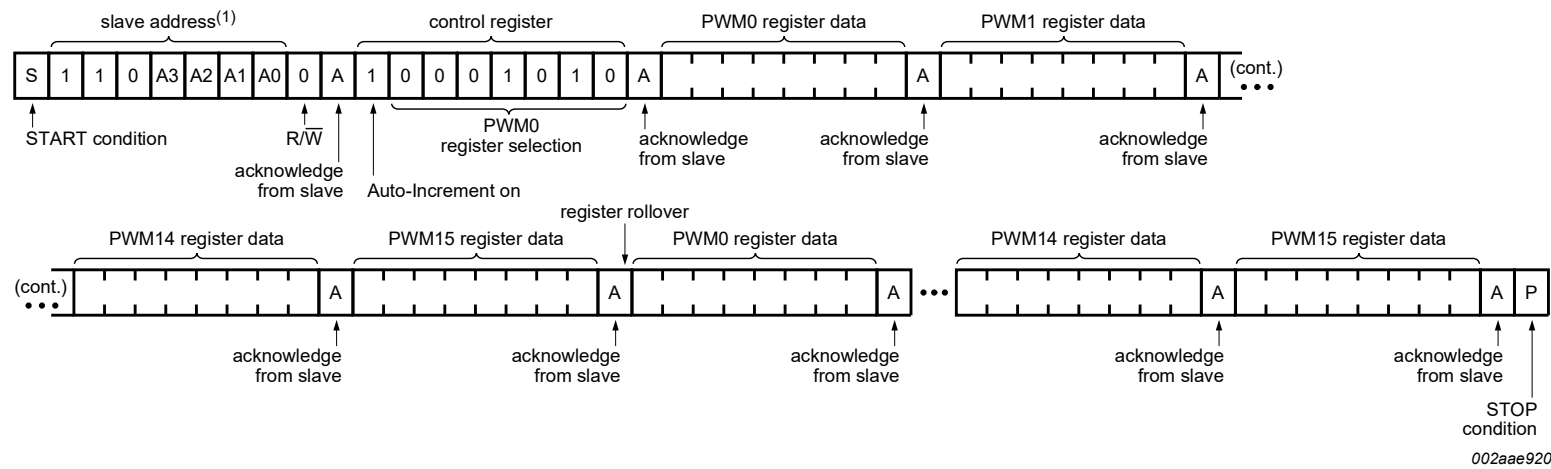 slave address(1) control register PWM0 register data PWM1 register data
S 1 1 0 A3 A2 A1 A0 0 A 1 0 0 0 1 0 1 0 A A A (cont.)
START condition R/W̅ PWM0 register selection acknowledge from slave acknowledge from slave acknowledge from slave
acknowledge from slave Auto-Increment on
register rollover
PWM14 register data PWM15 register data PWM0 register data PWM14 register data PWM15 register data
(cont.) A A A A A P
acknowledge from slave acknowledge from slave acknowledge from slave acknowledge from slave acknowledge from slave
STOP condition
002aae920